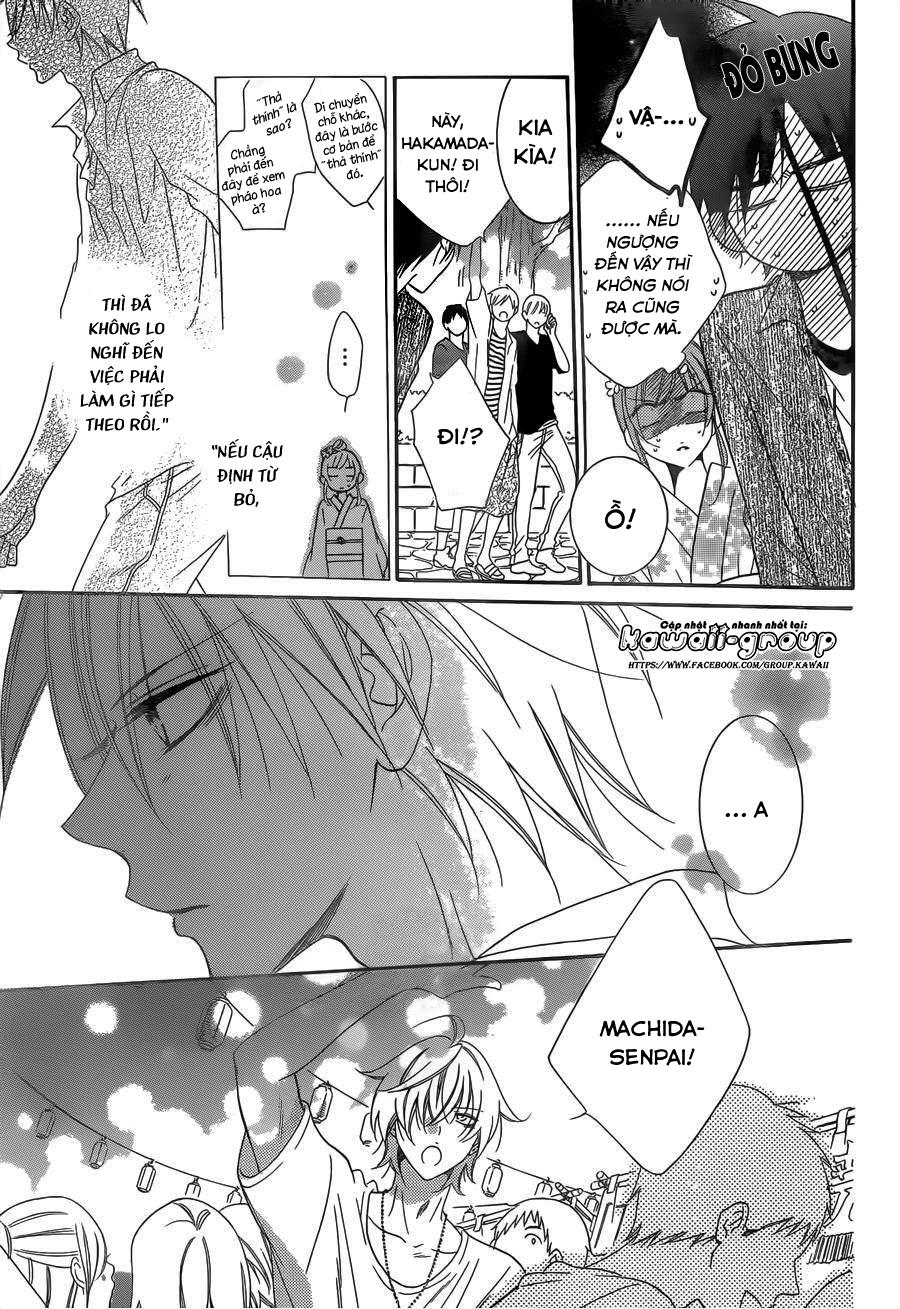 ĐỎ BÙNG
VẬ-...
...... NẾU
NGƯỢNG
ĐẾN VẬY THÌ
KHÔNG NÓI
RA CŨNG
ĐƯỢC MÀ.
Ồ!
KIA
KÌA!
NÀY,
HAKAMADA-
KUN! ĐI
THÔI!
ĐI!?
Di chuyển
chỗ khác,
đây là bước
cơ bản để
"thả thính"
đó.
"Thả
thính" là
sao?
Chẳng
phải đến
đây để xem
pháo hoa
à?
...
"NẾU CẬU
ĐỊNH TỪ
BỎ,
THÌ ĐÃ
KHÔNG LO
NGHĨ ĐẾN
VIỆC PHẢI
LÀM GÌ TIẾP
THEO RỒI."
Cập nhật nhanh nhất tại:
kawaii-group
HTTPS://WWW.FACEBOOK.COM/GROUP.KAWAII
... A
MACHIDA-
SENPAI!